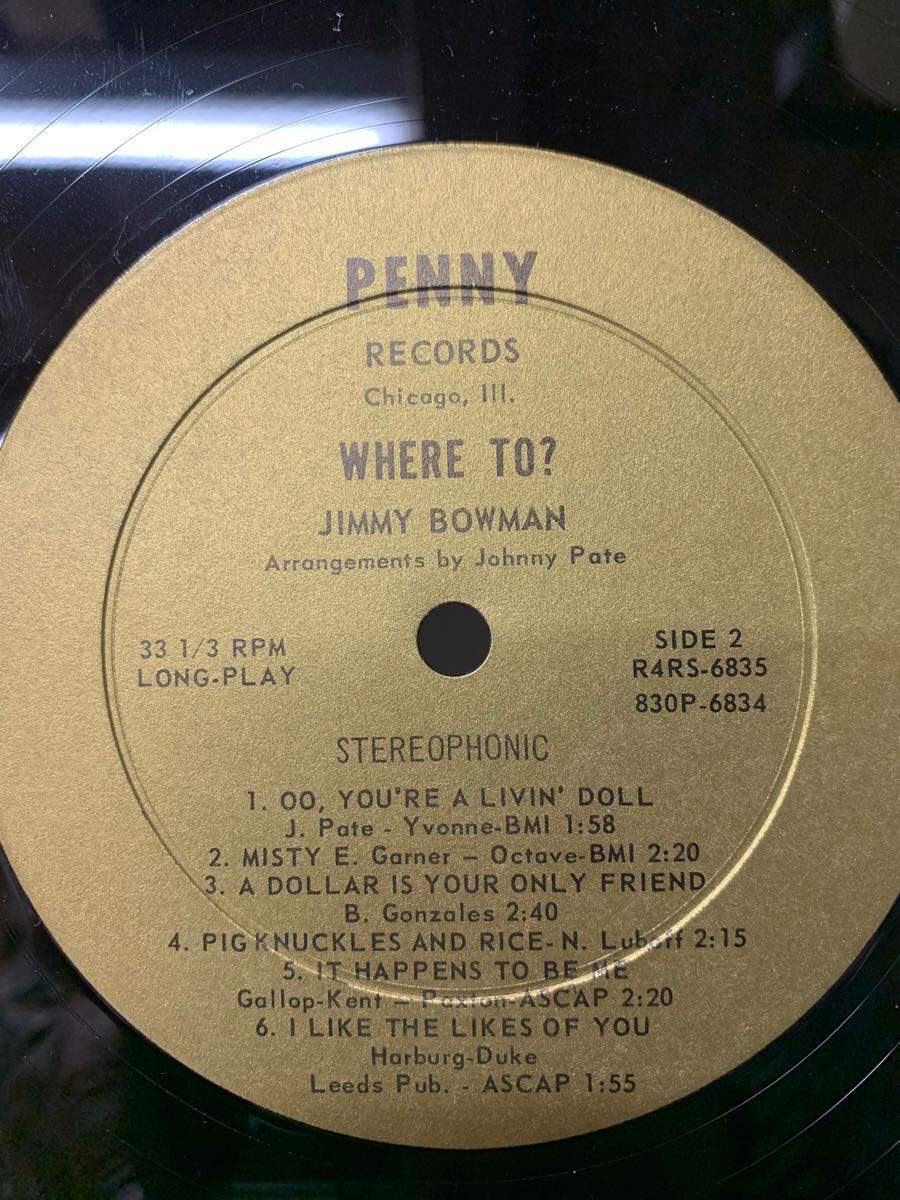 PENNY
RECORDS
Chicago, Ill.
WHERE TO?
JIMMY BOWMAN
Arrangements by Johnny Pate
33 1/3 RPM
LONG-PLAY
SIDE 2
R4RS-6835
830P-6834
STEREOPHONIC
1. OO, YOU'RE A LIVIN' DOLL
J. Pate - Yvonne-BMI 1:58
2. MISTY E. Garner — Octave-BMI 2:20
3. A DOLLAR IS YOUR ONLY FRIEND
B. Gonzales 2:40
4. PIG KNUCKLES AND RICE- N. Luboff 2:15
5. IT HAPPENS TO BE ME
Gallop-Kent — Paxton-ASCAP 2:20
6. I LIKE THE LIKES OF YOU
Harburg-Duke
Leeds Pub. - ASCAP 1:55